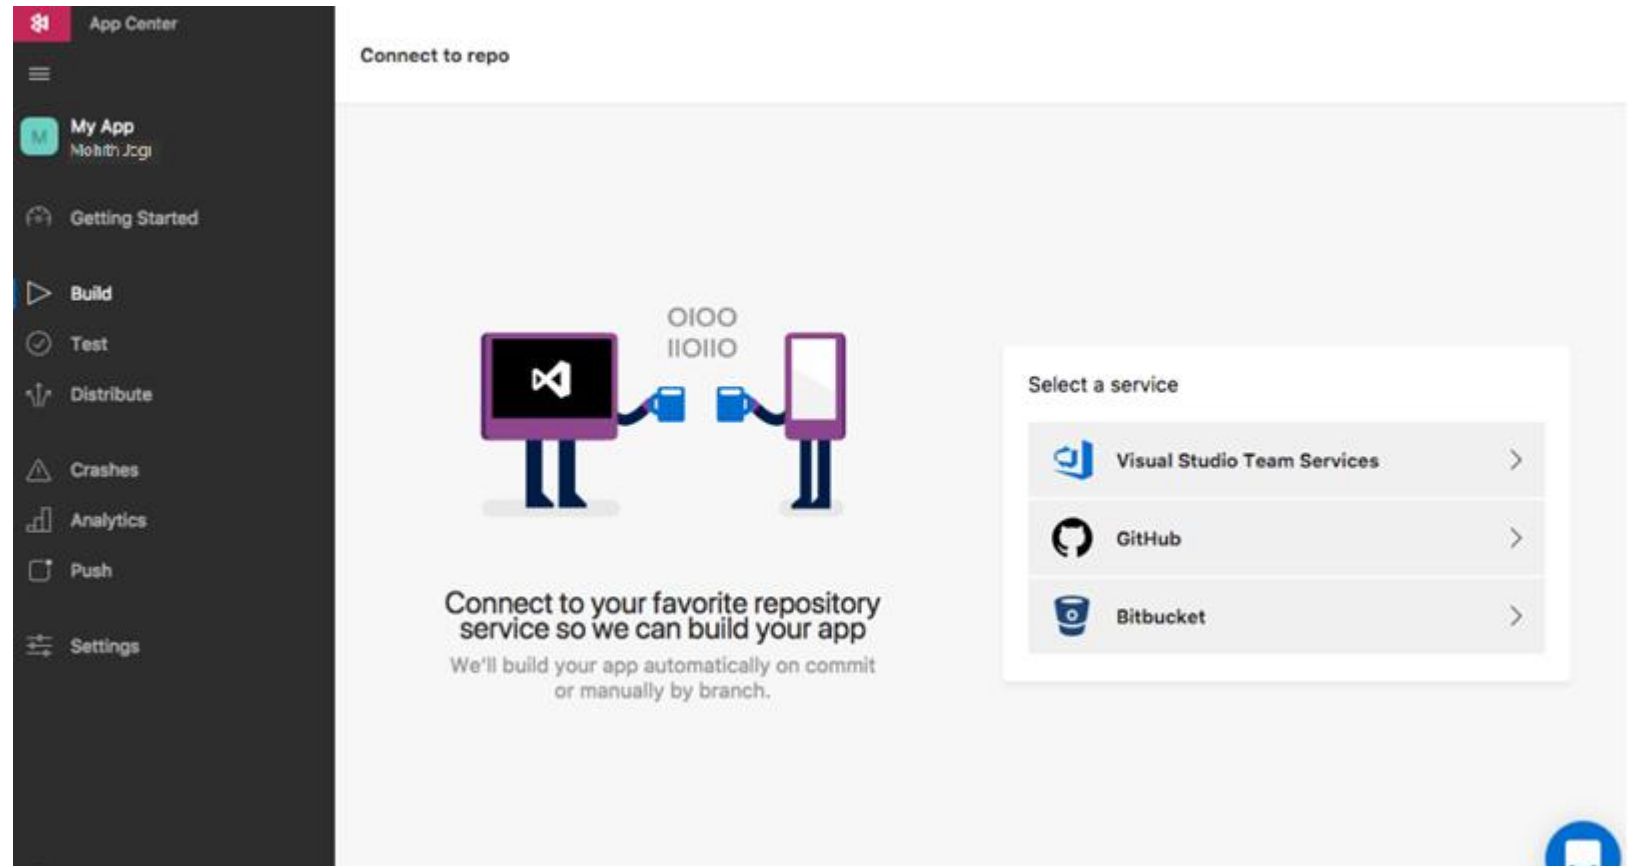 App Center
Connect to repo
M
My App
Mohith Jogi
Getting Started
Build
Test
Distribute
Crashes
Analytics
Push
Settings
OIOO
IIOIIO
Connect to your favorite repository
service so we can build your app
We'll build your app automatically on commit
or manually by branch.
Select a service
Visual Studio Team Services
GitHub
Bitbucket